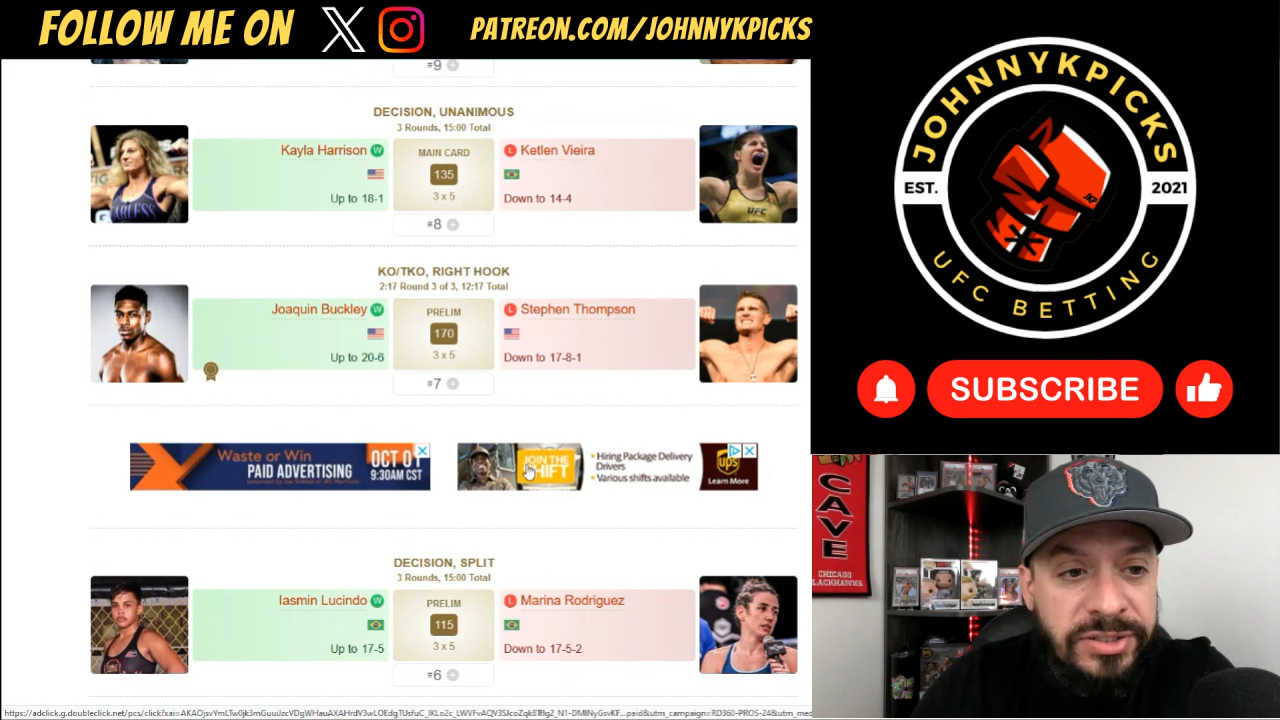 FOLLOW ME ON
PATREON.COM/JOHNNYKPICKS
#9
DECISION, UNANIMOUS
3 Rounds, 15:00 Total
Kayla Harrison W
MAIN CARD
L Ketlen Vieira
135
Up to 18-1
3 x 5
Down to 14-4
UFC
#8
KO/TKO, RIGHT HOOK
2:17 Round 3 of 3, 12:17 Total
Joaquin Buckley W
PRELIM
L Stephen Thompson
170
Up to 20-6
3 x 5
Down to 17-8-1
#7
Waste or Win
PAID ADVERTISING
OCT 01
9:30AM CST
JOIN THE
SHIFT
•Hiring Package Delivery
Drivers
•Various shifts available
ups
Learn More
DECISION, SPLIT
3 Rounds, 15:00 Total
Iasmin Lucindo W
PRELIM
L Marina Rodriguez
115
Up to 17-5
3 x 5
Down to 17-5-2
#6
JOHNNYKPICKS
EST.
2021
UFC BETTING
SUBSCRIBE
CAVE
CHICAGO
BLACKHAWKS